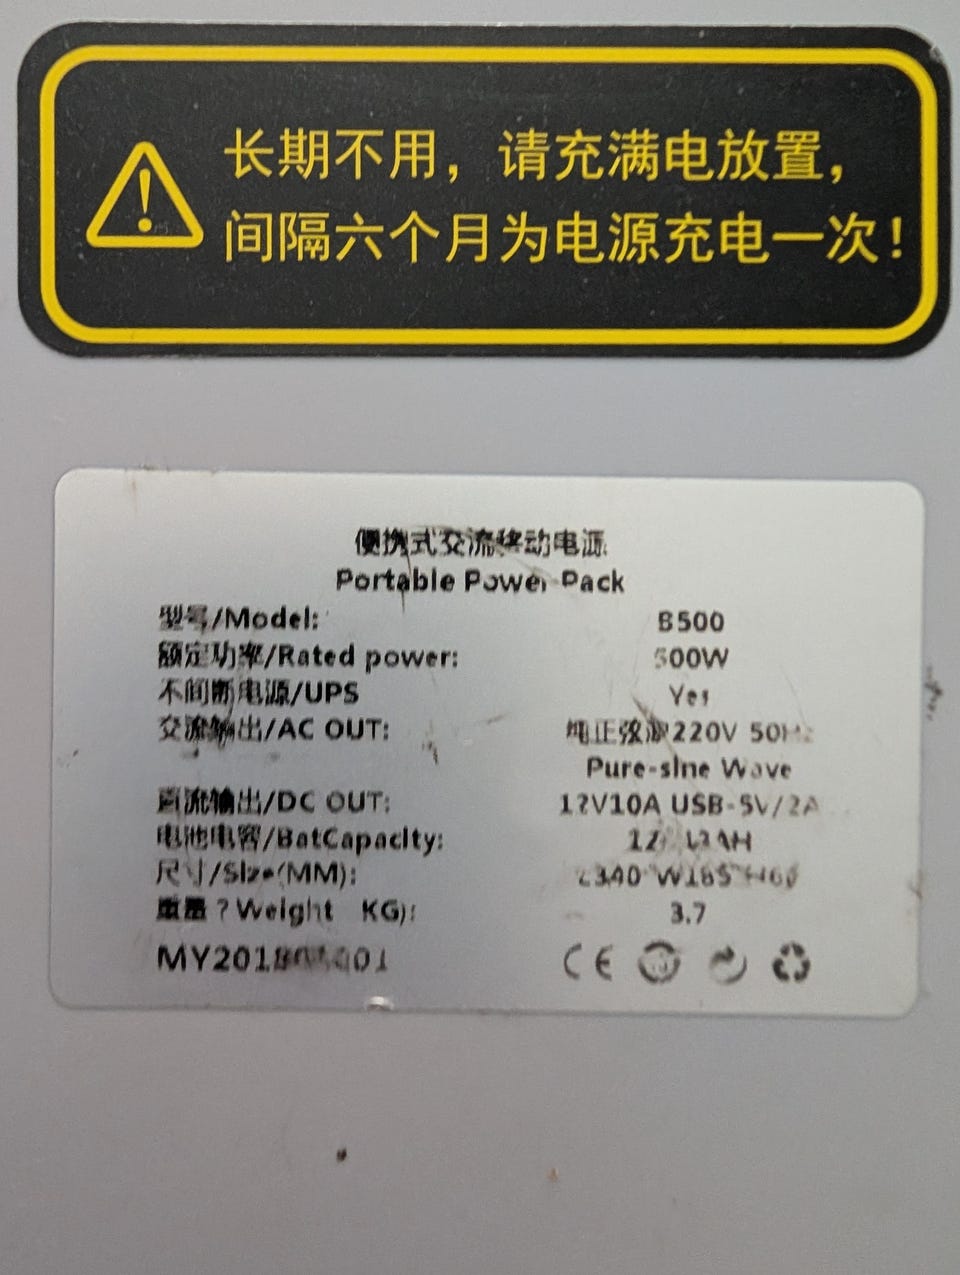 长期不用，请充满电放置，
间隔六个月为电源充电一次！
便携式交流移动电源
Portable Power Pack
型号/Model: B500
额定功率/Rated power: 500W
不间断电源/UPS Yes
交流输出/AC OUT: 纯正弦波220V 50Hz
Pure-sine Wave
直流输出/DC OUT: 12V10A USB-5V/2A
电池电容/BatCapacity:
尺寸/Size(MM):
重量?Weight KG): 3.7
CE